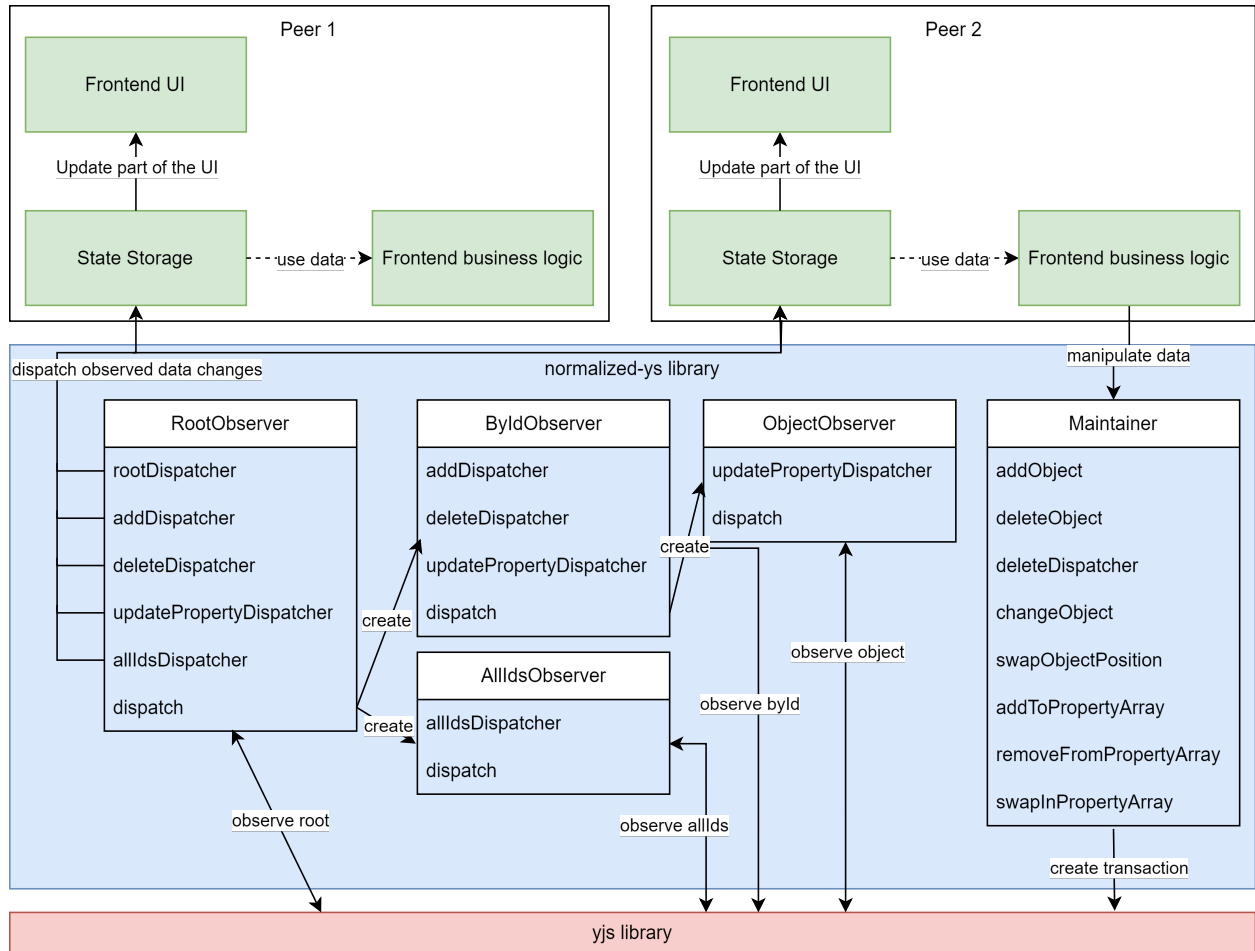 Peer 1
Frontend UI
Update part of the UI
State Storage
use data
Frontend business logic
Peer 2
Frontend UI
Update part of the UI
State Storage
use data
Frontend business logic
dispatch observed data changes
normalized-ys library
manipulate data
RootObserver
rootDispatcher
addDispatcher
deleteDispatcher
updatePropertyDispatcher
allIdsDispatcher
dispatch
create
create
ByIdObserver
addDispatcher
deleteDispatcher
updatePropertyDispatcher
dispatch
create
AllIdsObserver
allIdsDispatcher
dispatch
ObjectObserver
updatePropertyDispatcher
dispatch
Maintainer
addObject
deleteObject
deleteDispatcher
changeObject
swapObjectPosition
addToPropertyArray
removeFromPropertyArray
swapInPropertyArray
observe root
observe allIds
observe byId
observe object
create transaction
yjs library